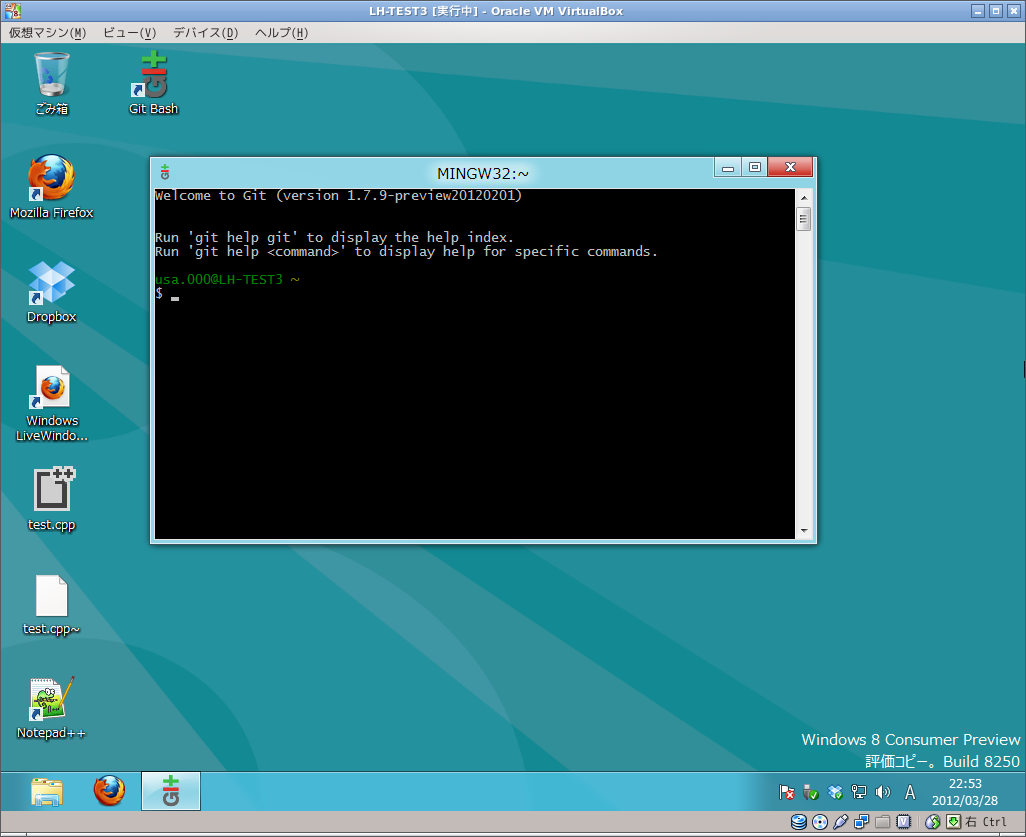 LH-TEST3 [実行中] - Oracle VM VirtualBox
仮想マシン(M) ビュー(V) デバイス(D) ヘルプ(H)
ごみ箱
Git Bash
Mozilla Firefox
Dropbox
Windows
LiveWindo...
test.cpp
test.cpp~
Notepad++
MINGW32:~
Welcome to Git (version 1.7.9-preview20120201)
Run 'git help git' to display the help index.
Run 'git help <command>' to display help for specific commands.
usa.000@LH-TEST3 ~
$
Windows 8 Consumer Preview
評価コピー。Build 8250
A
22:53
2012/03/28
右 Ctrl